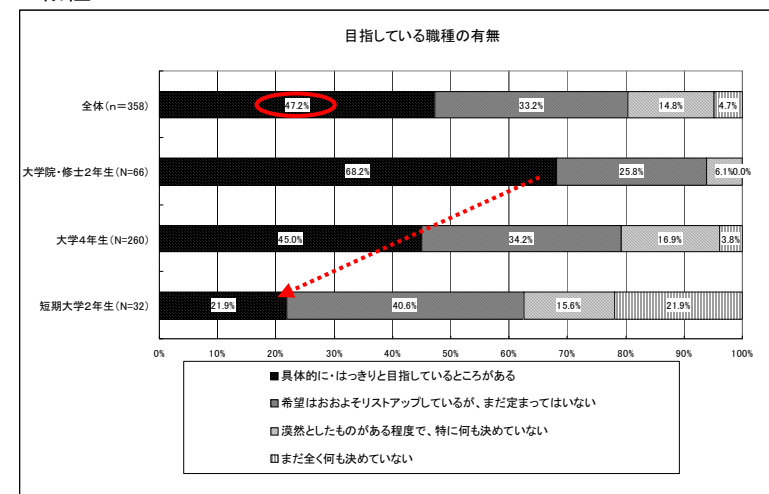 目指している職種の有無
全体(n=358)
47.2%
33.2%
14.8%
4.7%
大学院・修士2年生(N=66)
68.2%
25.8%
6.1%
0.0%
大学4年生(N=260)
45.0%
34.2%
16.9%
3.8%
短期大学2年生(N=32)
21.9%
40.6%
15.6%
21.9%
0% 10% 20% 30% 40% 50% 60% 70% 80% 90% 100%
具体的に・はっきりと目指しているところがある
希望はおおよそリストアップしているが、まだ定まってはいない
漠然としたものがある程度で、特に何も決めていない
まだ全く何も決めていない